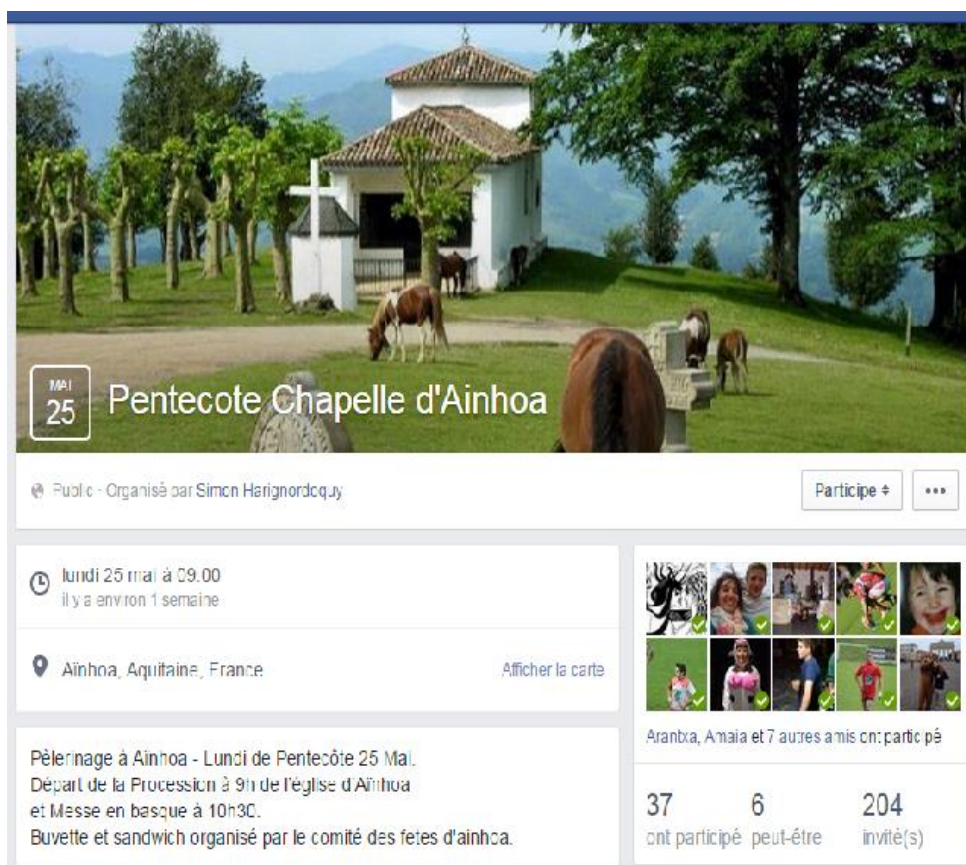 MAI
25
Pentecote Chapelle d'Ainhoa
Public - Organisé par Simon Harignordoquy
Participe
lundi 25 mai à 09:00
il y a environ 1 semaine
Aïnhoa, Aquitaine, France
Afficher la carte
Pèlerinage à Ainhoa - Lundi de Pentecôte 25 Mai.
Départ de la Procession à 9h de l'église d'Aïnhoa
et Messe en basque à 10h30.
Buvette et sandwich organisé par le comité des fetes d'ainhoa.
Arantxa, Amaia et 7 autres amis ont participé
37
ont participé
6
peut-être
204
invité(s)